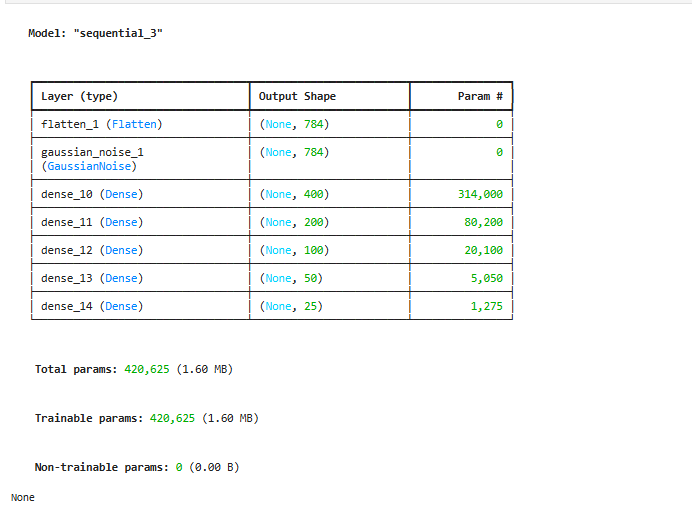 Model: "sequential_3"
Layer (type) Output Shape Param #
flatten_1 (Flatten) (None, 784) 0
gaussian_noise_1 (None, 784) 0
(GaussianNoise)
dense_10 (Dense) (None, 400) 314,000
dense_11 (Dense) (None, 200) 80,200
dense_12 (Dense) (None, 100) 20,100
dense_13 (Dense) (None, 50) 5,050
dense_14 (Dense) (None, 25) 1,275
Total params: 420,625 (1.60 MB)
Trainable params: 420,625 (1.60 MB)
Non-trainable params: 0 (0.00 B)
None